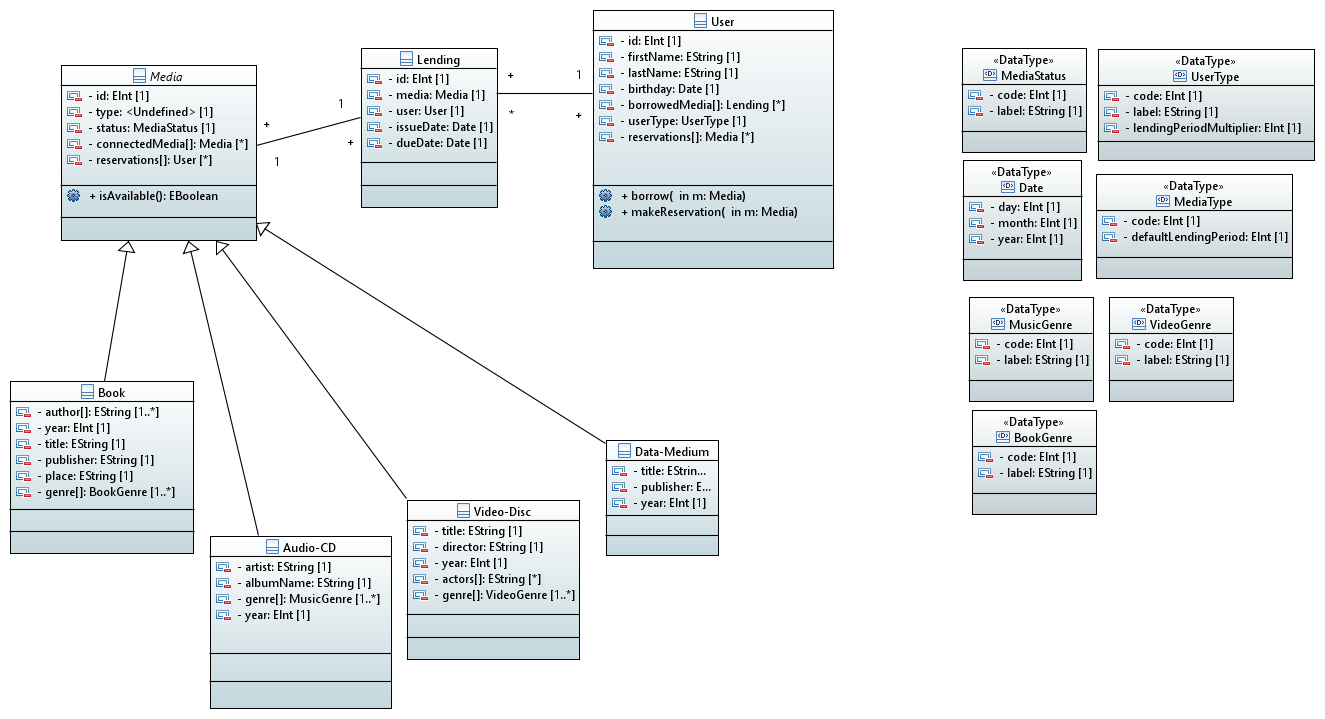 Media
- id: EInt [1]
- type: <Undefined> [1]
- status: MediaStatus [1]
- connectedMedia[]: Media [*]
- reservations[]: User [*]
+ isAvailable(): EBoolean
1
+
1
+
Lending
- id: EInt [1]
- media: Media [1]
- user: User [1]
- issueDate: Date [1]
- dueDate: Date [1]
+
1
*
+
User
- id: EInt [1]
- firstName: EString [1]
- lastName: EString [1]
- birthday: Date [1]
- borrowedMedia[]: Lending [*]
- userType: UserType [1]
- reservations[]: Media [*]
+ borrow( in m: Media)
+ makeReservation( in m: Media)
«DataType»
MediaStatus
- code: EInt [1]
- label: EString [1]
«DataType»
UserType
- code: EInt [1]
- label: EString [1]
- lendingPeriodMultiplier: EInt [1]
«DataType»
Date
- day: EInt [1]
- month: EInt [1]
- year: EInt [1]
«DataType»
MediaType
- code: EInt [1]
- defaultLendingPeriod: EInt [1]
«DataType»
MusicGenre
- code: EInt [1]
- label: EString [1]
«DataType»
VideoGenre
- code: EInt [1]
- label: EString [1]
«DataType»
BookGenre
- code: EInt [1]
- label: EString [1]
Book
- author[]: EString [1..*]
- year: EInt [1]
- title: EString [1]
- publisher: EString [1]
- place: EString [1]
- genre[]: BookGenre [1..*]
Audio-CD
- artist: EString [1]
- albumName: EString [1]
- genre[]: MusicGenre [1..*]
- year: EInt [1]
Video-Disc
- title: EString [1]
- director: EString [1]
- year: EInt [1]
- actors[]: EString [*]
- genre[]: VideoGenre [1..*]
Data-Medium
- title: EStrin...
- publisher: E...
- year: EInt [1]